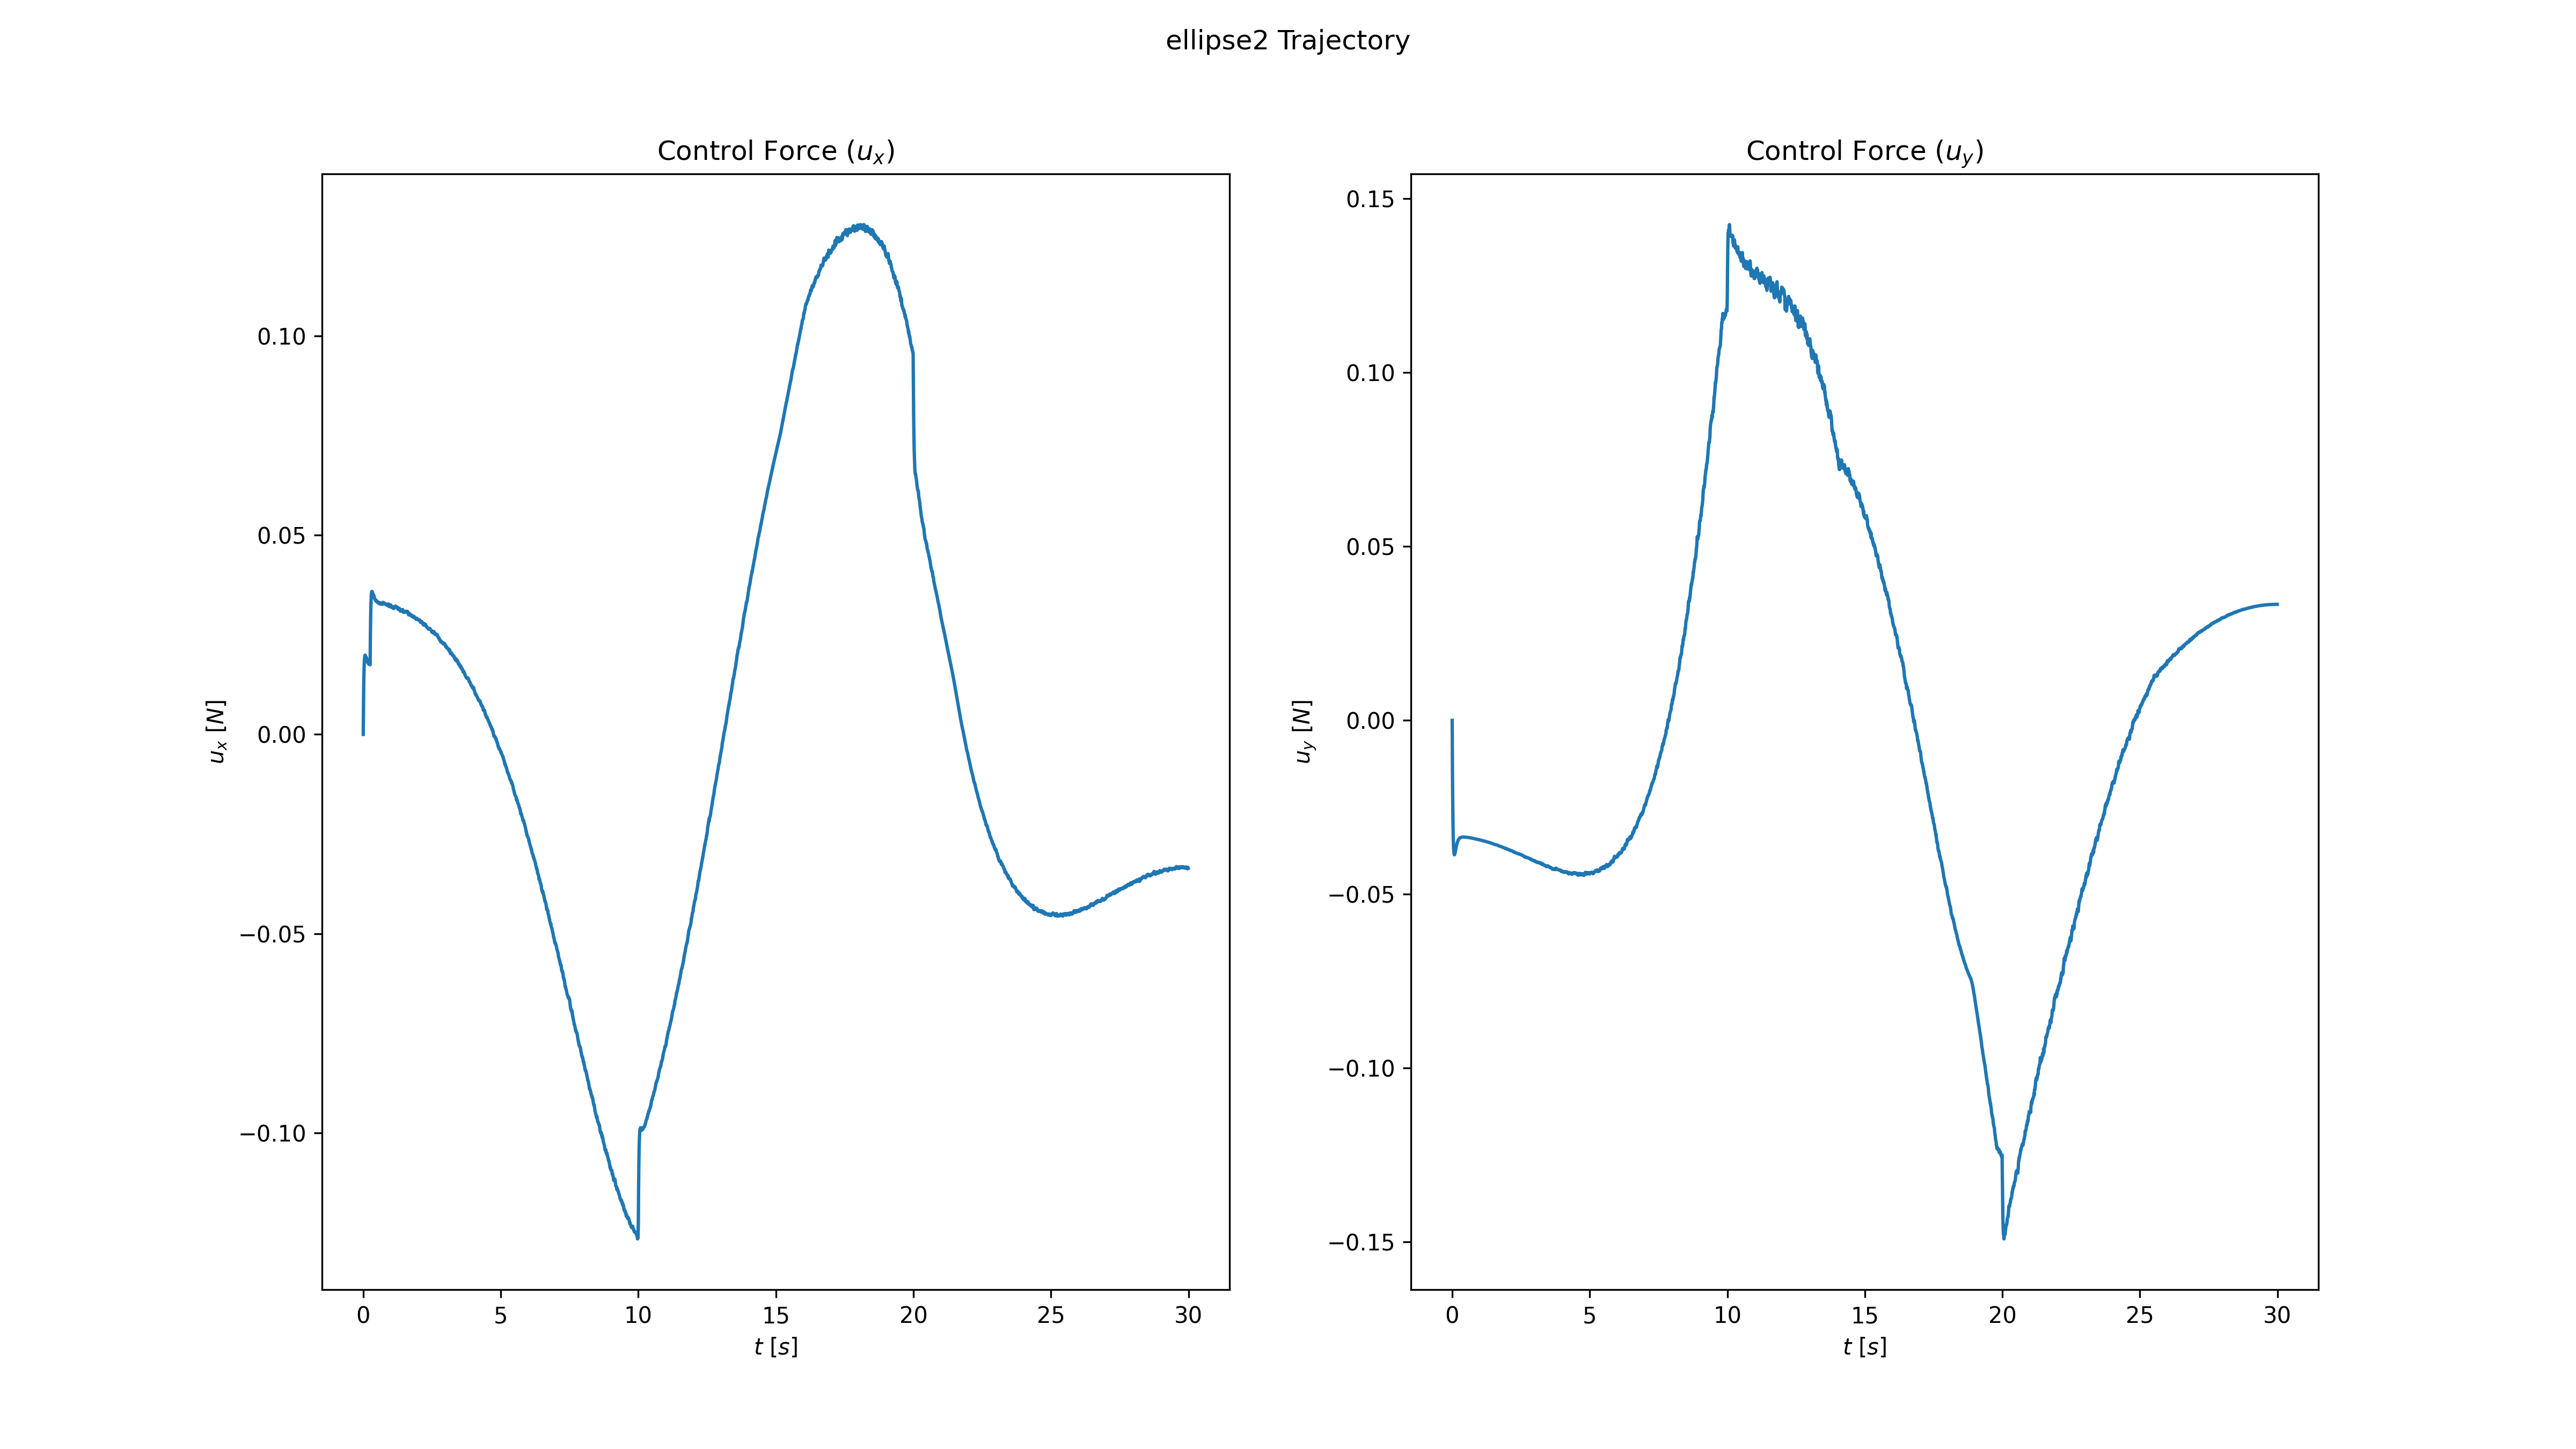 ellipse2 Trajectory
Control Force (u_x)
0.10
0.05
0.00
−0.05
−0.10
u_x [N]
0 5 10 15 20 25 30
t [s]
Control Force (u_y)
0.15
0.10
0.05
0.00
−0.05
−0.10
−0.15
u_y [N]
0 5 10 15 20 25 30
t [s]